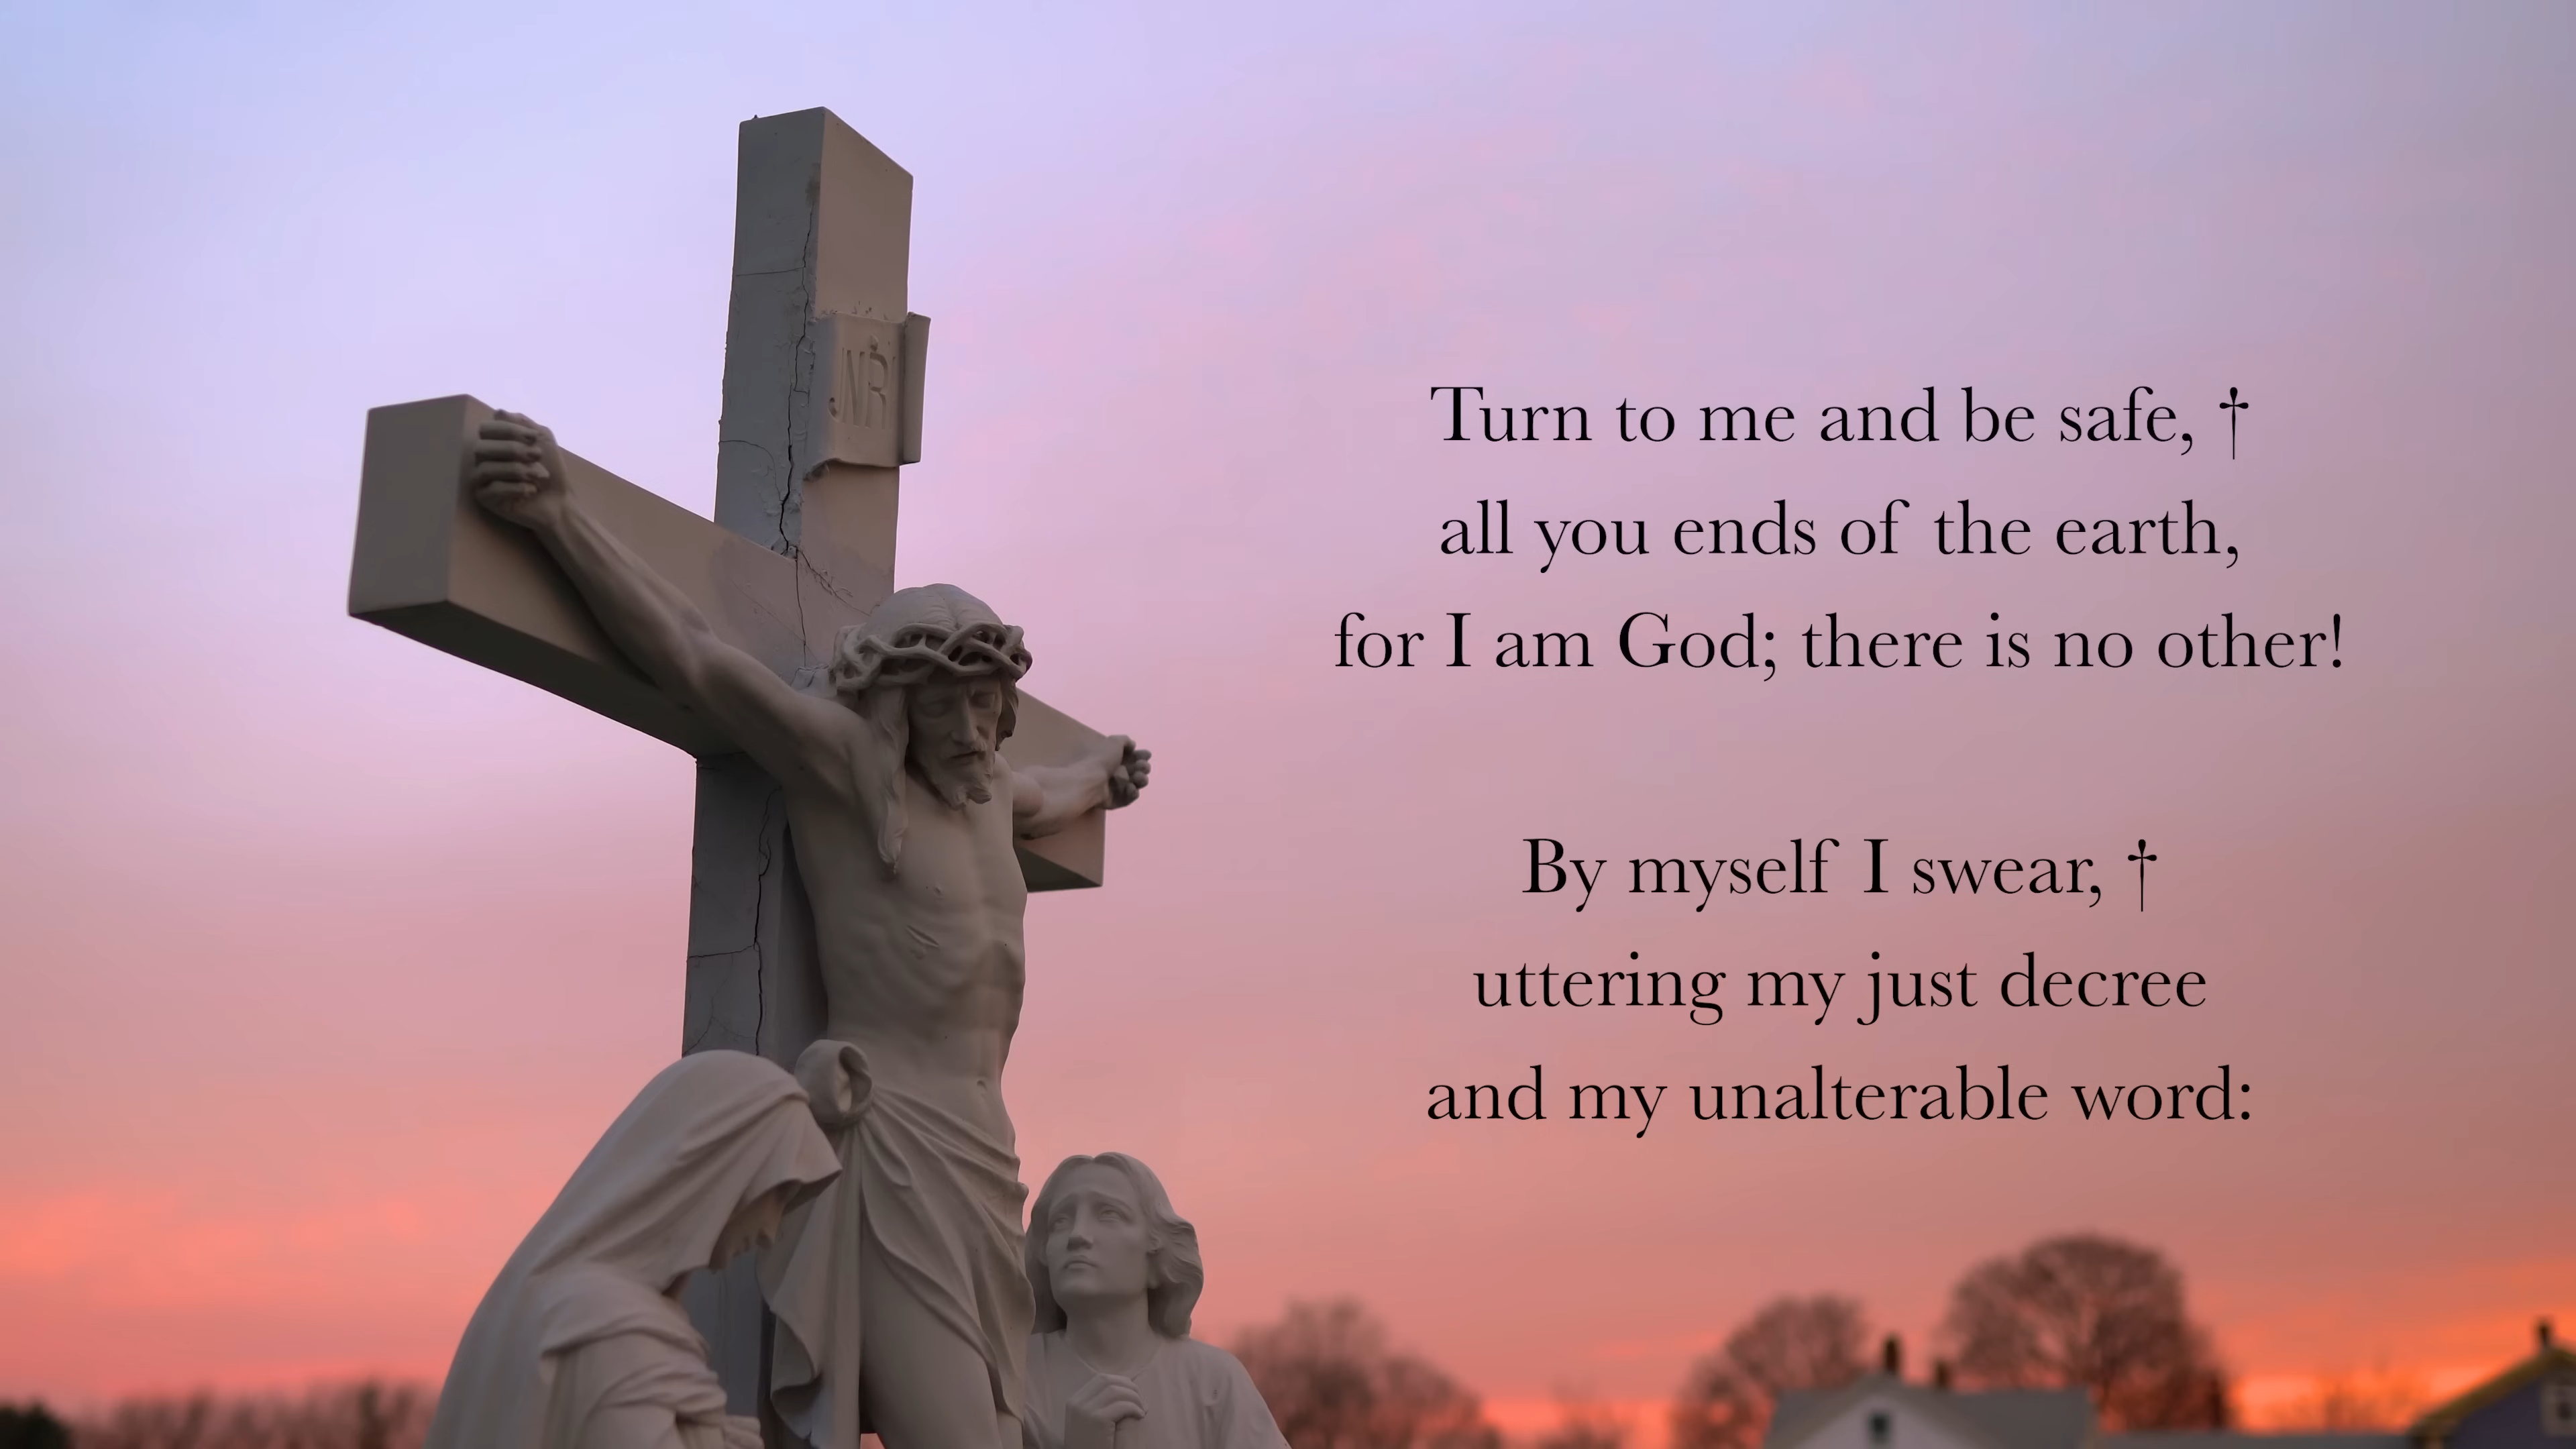 JNRI
Turn to me and be safe, †
all you ends of the earth,
for I am God; there is no other!
By myself I swear, †
uttering my just decree
and my unalterable word: